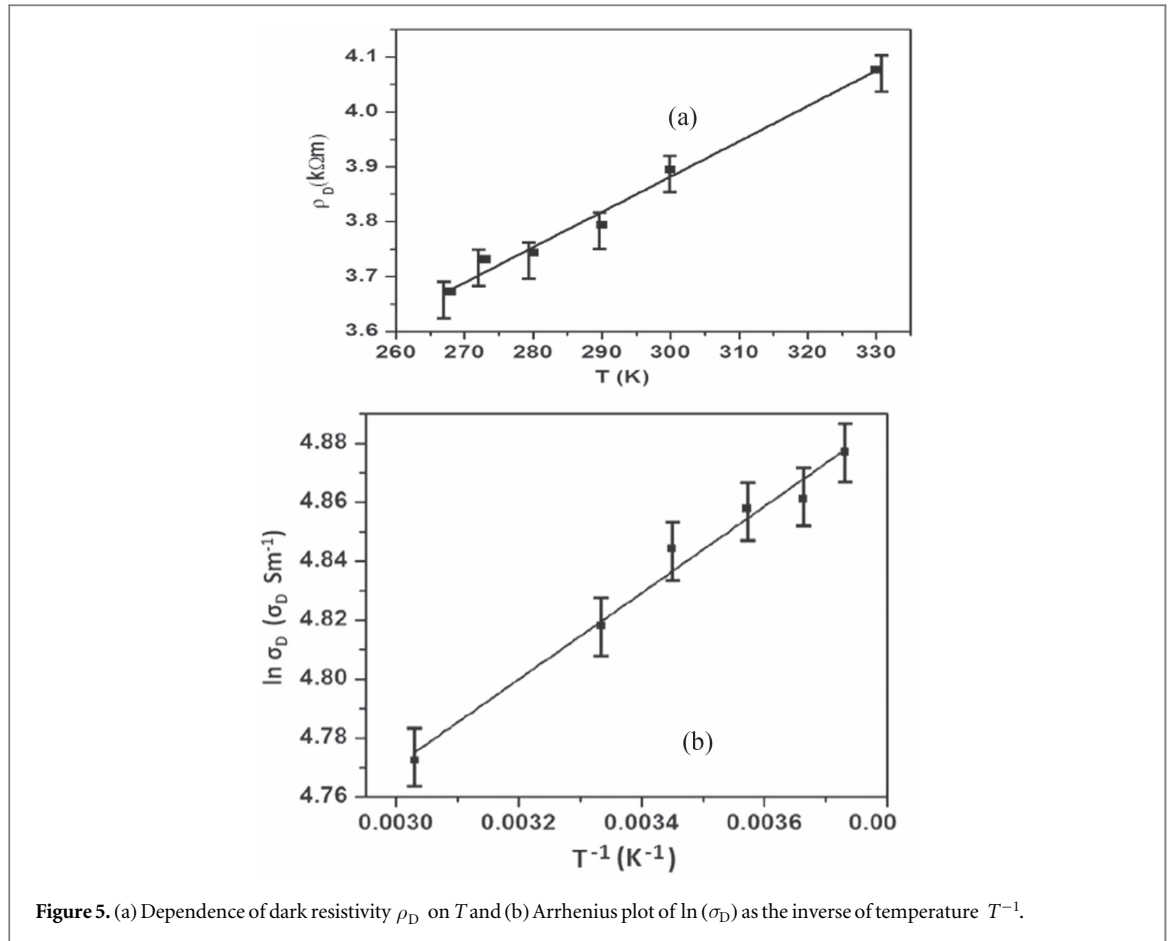 4.1
4.0
3.9
3.8
3.7
3.6
ρD(kΩm)
(a)
260 270 280 290 300 310 320 330
T (K)
4.88
4.86
4.84
4.82
4.80
4.78
4.76
ln σD (σD Sm-1)
(b)
0.0030 0.0032 0.0034 0.0036 0.00
T-1 (K-1)
Figure 5. (a) Dependence of dark resistivity ρD on T and (b) Arrhenius plot of ln (σD) as the inverse of temperature T−1.